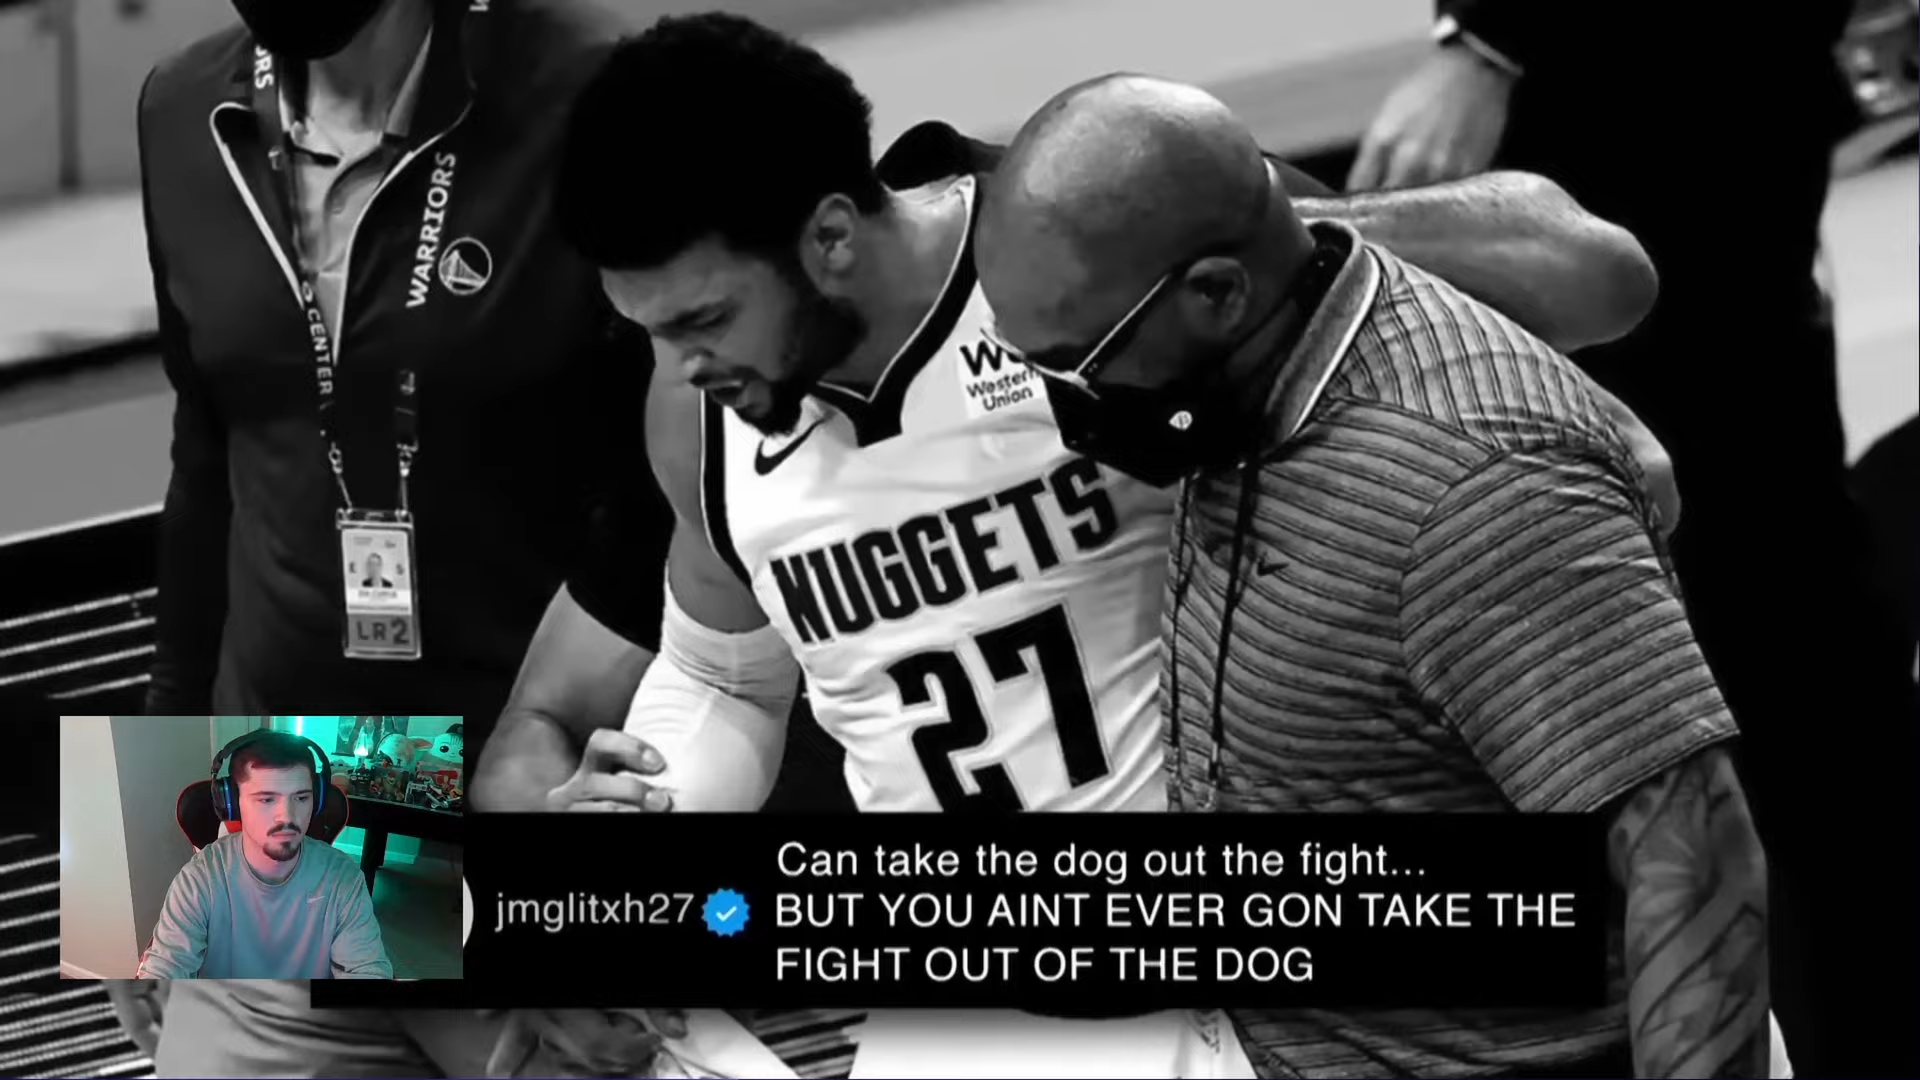 WARRIORS
CENTER
LR2
Western
Union
NUGGETS
27
jmglitxh27
Can take the dog out the fight...
BUT YOU AINT EVER GON TAKE THE
FIGHT OUT OF THE DOG